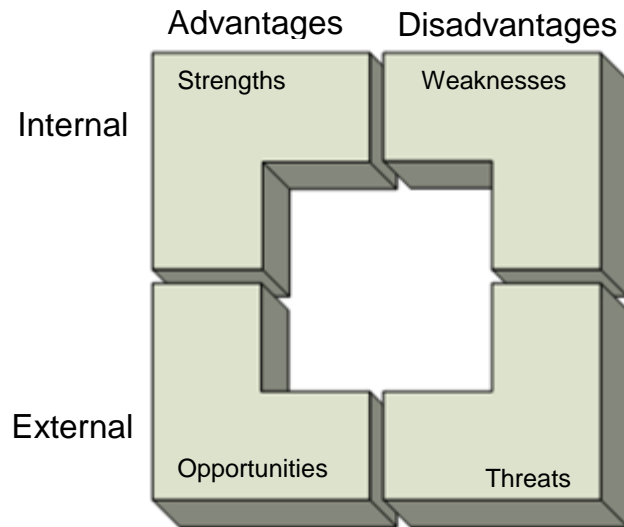 Advantages Disadvantages
Strengths Weaknesses
Internal
External
Opportunities Threats